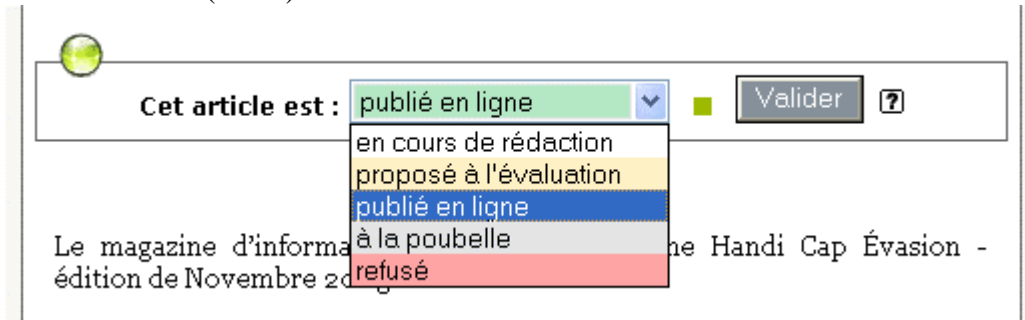 Cet article est : publié en ligne Valider ?
en cours de rédaction
proposé à l'évaluation
publié en ligne
à la poubelle
refusé
Le magazine d'informa ne Handi Cap Évasion -
édition de Novembre